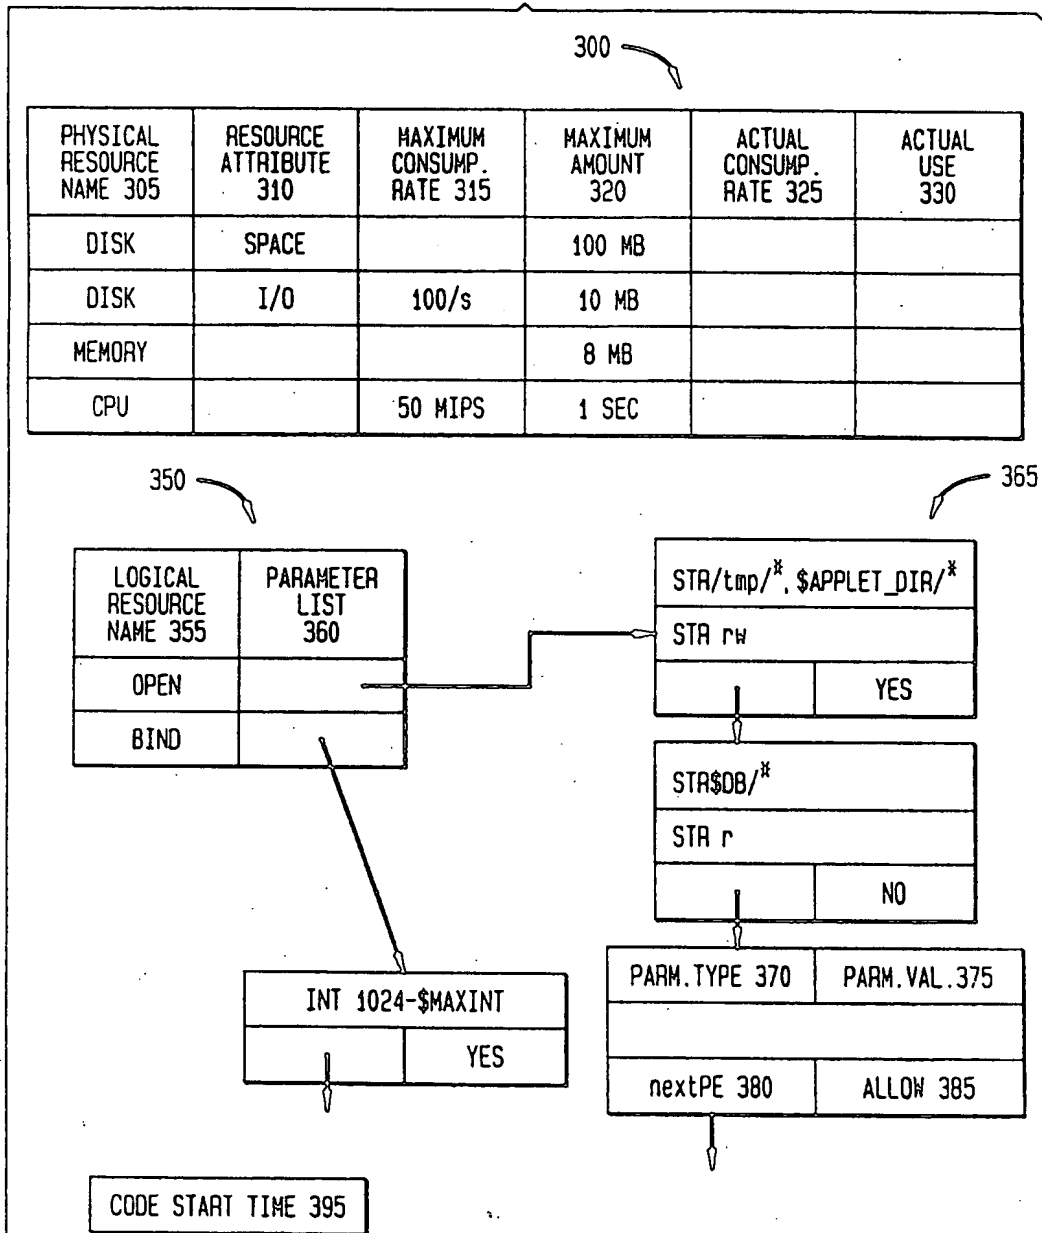 300
PHYSICAL RESOURCE NAME 305
RESOURCE ATTRIBUTE 310
MAXIMUM CONSUMP. RATE 315
MAXIMUM AMOUNT 320
ACTUAL CONSUMP. RATE 325
ACTUAL USE 330
DISK SPACE 100 MB
DISK I/O 100/s 10 MB
MEMORY 8 MB
CPU 50 MIPS 1 SEC
350
365
LOGICAL RESOURCE NAME 355
PARAMETER LIST 360
OPEN
BIND
STR/tmp/*, $APPLET_DIR/*
STR rw
YES
STR$DB/*
STR r
NO
PARM.TYPE 370 PARM.VAL.375
nextPE 380 ALLOW 385
INT 1024-$MAXINT
YES
CODE START TIME 395